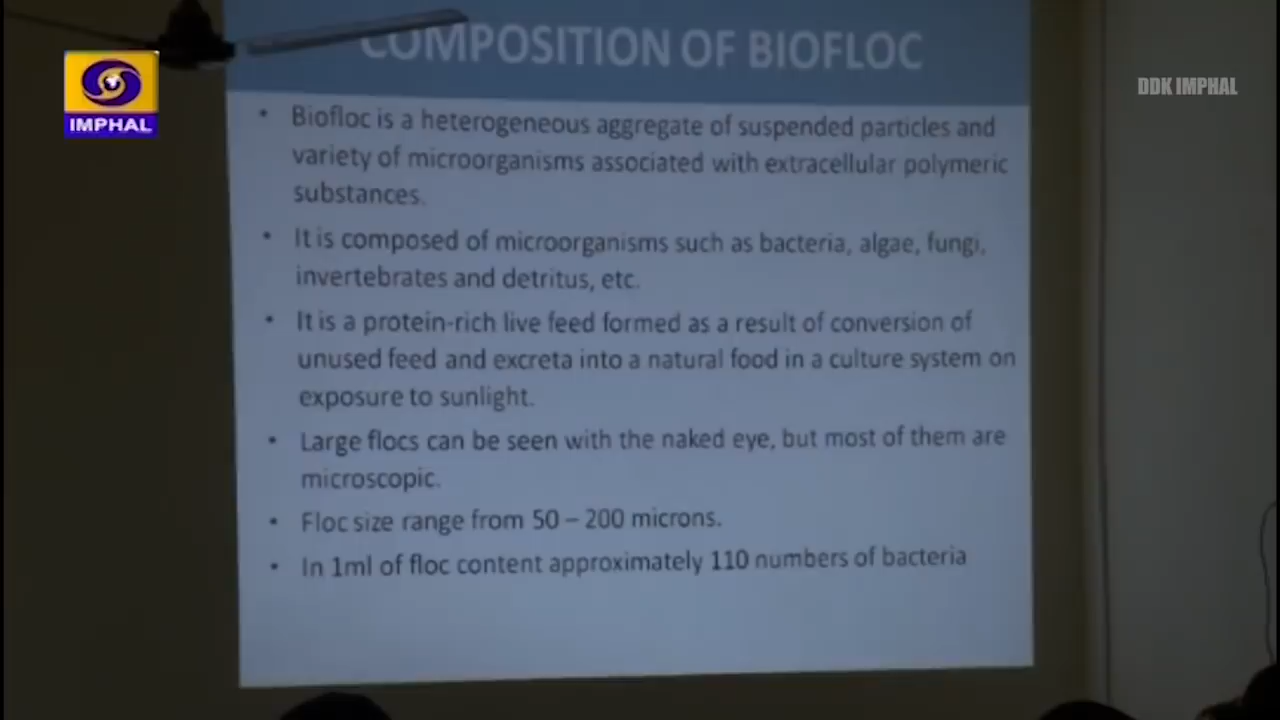 COMPOSITION OF BIOFLOC
IMPHAL
DDK IMPHAL
• Biofloc is a heterogeneous aggregate of suspended particles and
variety of microorganisms associated with extracellular polymeric
substances.
• It is composed of microorganisms such as bacteria, algae, fungi,
invertebrates and detritus, etc.
• It is a protein-rich live feed formed as a result of conversion of
unused feed and excreta into a natural food in a culture system on
exposure to sunlight.
• Large flocs can be seen with the naked eye, but most of them are
microscopic.
• Floc size range from 50 – 200 microns.
• In 1ml of floc content approximately 110 numbers of bacteria